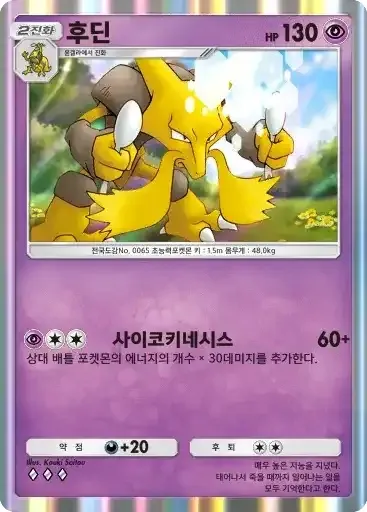 2진화
후딘
HP 130
윤겔라에서 진화
전국도감No. 0065 초능력포켓몬 키 : 1.5m 몸무게 : 48.0kg
사이코키네시스 60+
상대 배틀 포켓몬의 에너지의 개수 × 30데미지를 추가한다.
약점 +20 후퇴
Illus. Kouki Saitou
매우 높은 지능을 지녔다.
태어나서 죽을 때까지 일어나는 일을
모두 기억한다고 한다.